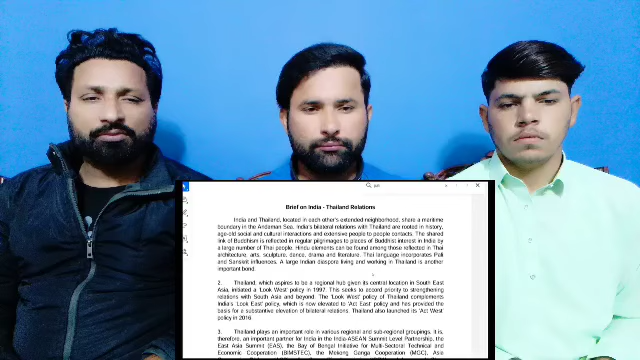 pali
Brief on India - Thailand Relations
India and Thailand, located in each other's extended neighborhood, share a maritime
boundary in the Andaman Sea. India's bilateral relations with Thailand are rooted in history,
age-old social and cultural interactions and extensive people to people contacts. The shared
link of Buddhism is reflected in regular pilgrimages to places of Buddhist interest in India by
a large number of Thai people. Hindu elements can be found among those reflected in Thai
architecture, arts, sculpture, dance, drama and literature. Thai language incorporates Pali
and Sanskrit influences. A large Indian diaspora living and working in Thailand is another
important bond.
2. Thailand, which aspires to be a regional hub given its central location in South East
Asia, initiated a 'Look West' policy in 1997. This seeks to accord priority to strengthening
relations with South Asia and beyond. The 'Look West' policy of Thailand complements
India's 'Look East' policy, which is now elevated to 'Act East' policy and has provided the
basis for a substantive elevation of bilateral relations. Thailand also launched its 'Act West'
policy in 2016.
3. Thailand plays an important role in various regional and sub-regional groupings. It is,
therefore, an important partner for India in the India-ASEAN Summit Level Partnership, the
East Asia Summit (EAS), the Bay of Bengal Initiative for Multi-Sectoral Technical and
Economic Cooperation (BIMSTEC), the Mekong Ganga Cooperation (MGC), Asia